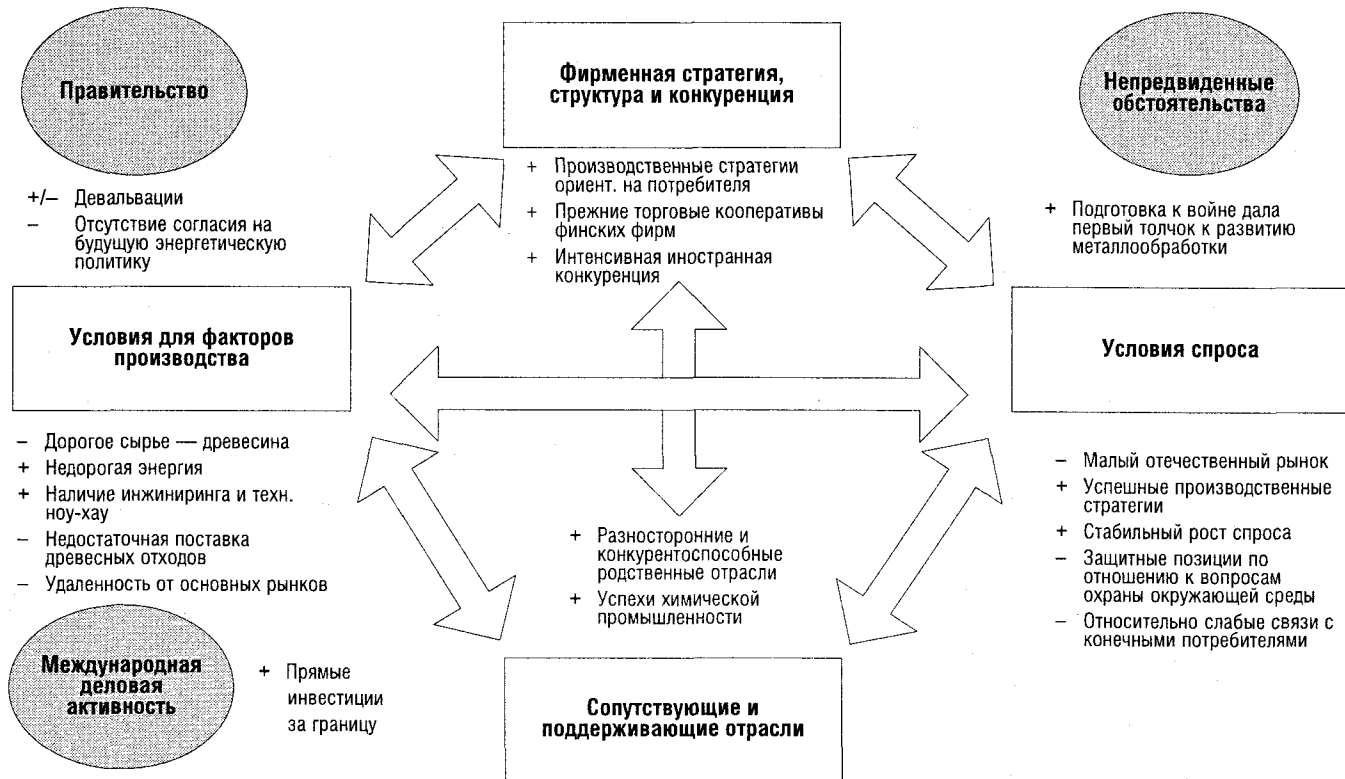 Правительство
+/– Девальвации
– Отсутствие согласия на
будущую энергетическую
политику
Фирменная стратегия,
структура и конкуренция
+ Производственные стратегии
ориент. на потребителя
+ Прежние торговые кооперативы
финских фирм
+ Интенсивная иностранная
конкуренция
Непредвиденные
обстоятельства
+ Подготовка к войне дала
первый толчок к развитию
металлообработки
Условия для факторов
производства
– Дорогое сырье — древесина
+ Недорогая энергия
+ Наличие инжиниринга и техн.
ноу-хау
– Недостаточная поставка
древесных отходов
– Удаленность от основных рынков
Условия спроса
– Малый отечественный рынок
+ Успешные производственные
стратегии
+ Стабильный рост спроса
– Защитные позиции по
отношению к вопросам
охраны окружающей среды
– Относительно слабые связи с
конечными потребителями
+ Разносторонние и
конкурентоспособные
родственные отрасли
+ Успехи химической
промышленности
Сопутствующие и
поддерживающие отрасли
Международная
деловая
активность
+ Прямые
инвестиции
за границу